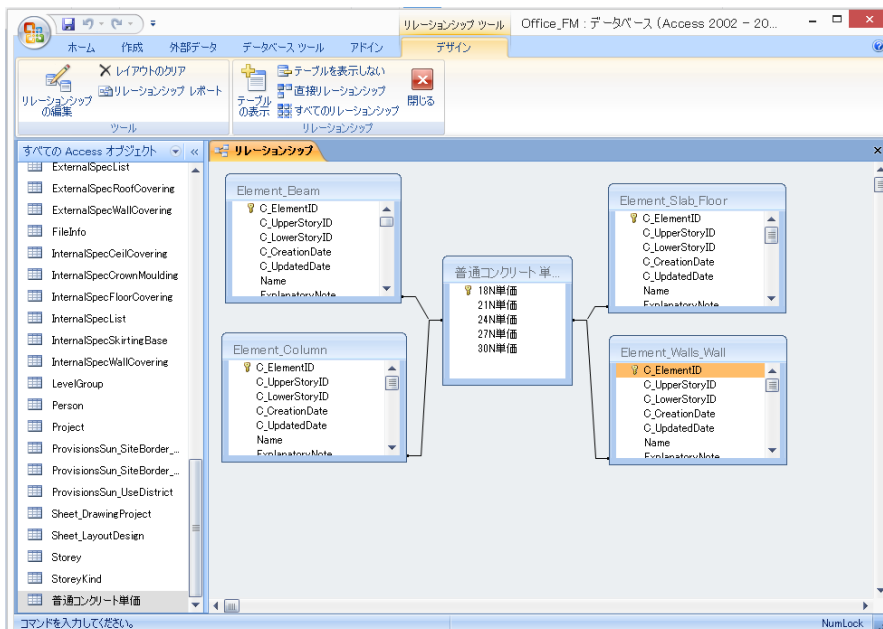 リレーションシップ ツール
Office_FM : データベース (Access 2002 - 20...
ホーム
作成
外部データ
データベース ツール
アドイン
デザイン
リレーションシップ
の編集
レイアウトのクリア
リレーションシップ レポート
ツール
テーブル
の表示
テーブルを表示しない
直接リレーションシップ
すべてのリレーションシップ
閉じる
リレーションシップ
すべての Access オブジェクト
ExternalSpecList
ExternalSpecRoofCovering
ExternalSpecWallCovering
FileInfo
InternalSpecCeilCovering
InternalSpecCrownMoulding
InternalSpecFloorCovering
InternalSpecList
InternalSpecSkirtingBase
InternalSpecWallCovering
LevelGroup
Person
Project
ProvisionsSun_SiteBorder_...
ProvisionsSun_SiteBorder_...
ProvisionsSun_UseDistrict
Sheet_DrawingProject
Sheet_LayoutDesign
Storey
StoreyKind
普通コンクリート単価
リレーションシップ
Element_Beam
C_ElementID
C_UpperStoryID
C_LowerStoryID
C_CreationDate
C_UpdatedDate
Name
ExplanatoryNote
Element_Column
C_ElementID
C_UpperStoryID
C_LowerStoryID
C_CreationDate
C_UpdatedDate
Name
ExplanatoryNote
普通コンクリート 単...
18N単価
21N単価
24N単価
27N単価
30N単価
Element_Slab_Floor
C_ElementID
C_UpperStoryID
C_LowerStoryID
C_CreationDate
C_UpdatedDate
Name
ExplanatoryNote
Element_Walls_Wall
C_ElementID
C_UpperStoryID
C_LowerStoryID
C_CreationDate
C_UpdatedDate
Name
ExplanatoryNote
コマンドを入力してください。
NumLock